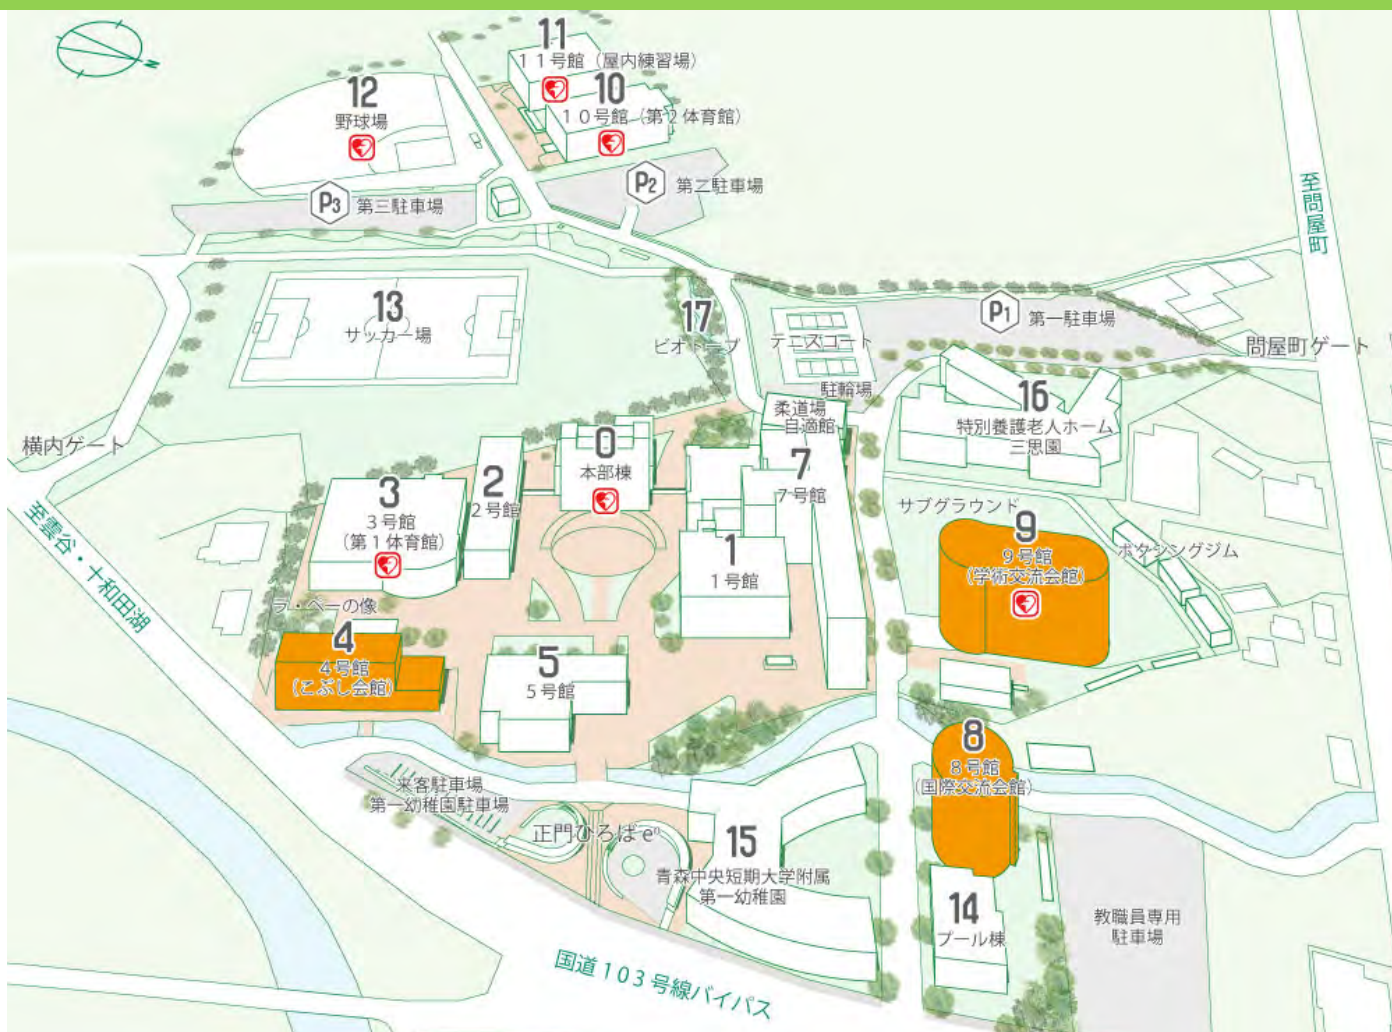 N
11
11号館（屋内練習場）
10
10号館（第2体育館）
12
野球場
P2 第二駐車場
P3 第三駐車場
至問屋町
13
サッカー場
17
ビオトープ
テニスコート
P1 第一駐車場
問屋町ゲート
駐輪場
柔道場
自適館
16
特別養護老人ホーム
三思園
横内ゲート
0
本部棟
2
2号館
3
3号館
（第1体育館）
7
7号館
サブグラウンド
9
9号館
（学術交流会館）
ボクシングジム
1
1号館
至雲谷・十和田湖
ラ・ペーの像
4
4号館
（こぶし会館）
5
5号館
8
8号館
（国際交流会館）
来客駐車場
第一幼稚園駐車場
正門ひろばe⁰
15
青森中央短期大学附属
第一幼稚園
14
プール棟
教職員専用
駐車場
国道103号線バイパス